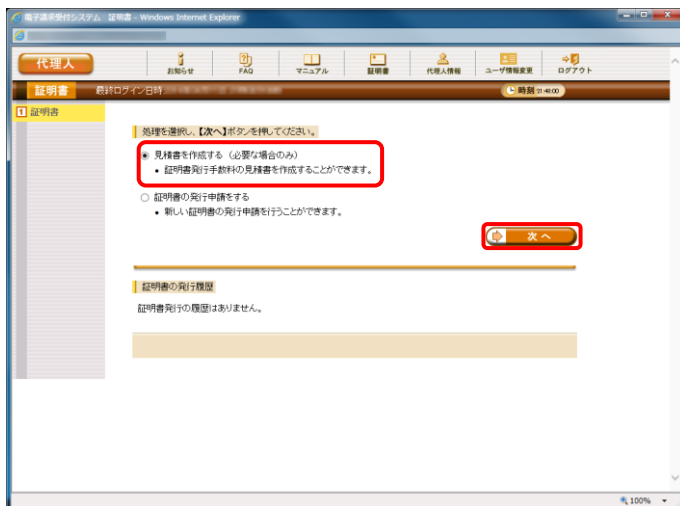 電子請求受付システム 証明書 - Windows Internet Explorer
代理人
お知らせ
FAQ
マニュアル
証明書
代理人情報
ユーザ情報変更
ログアウト
証明書 最終ログイン日時:
時刻 21:48:00
1 証明書
処理を選択し、【次へ】ボタンを押してください。
見積書を作成する（必要な場合のみ）
• 証明書発行手数料の見積書を作成することができます。
証明書の発行申請をする
• 新しい証明書の発行申請を行うことができます。
次へ
証明書の発行履歴
証明書発行の履歴はありません。
100%